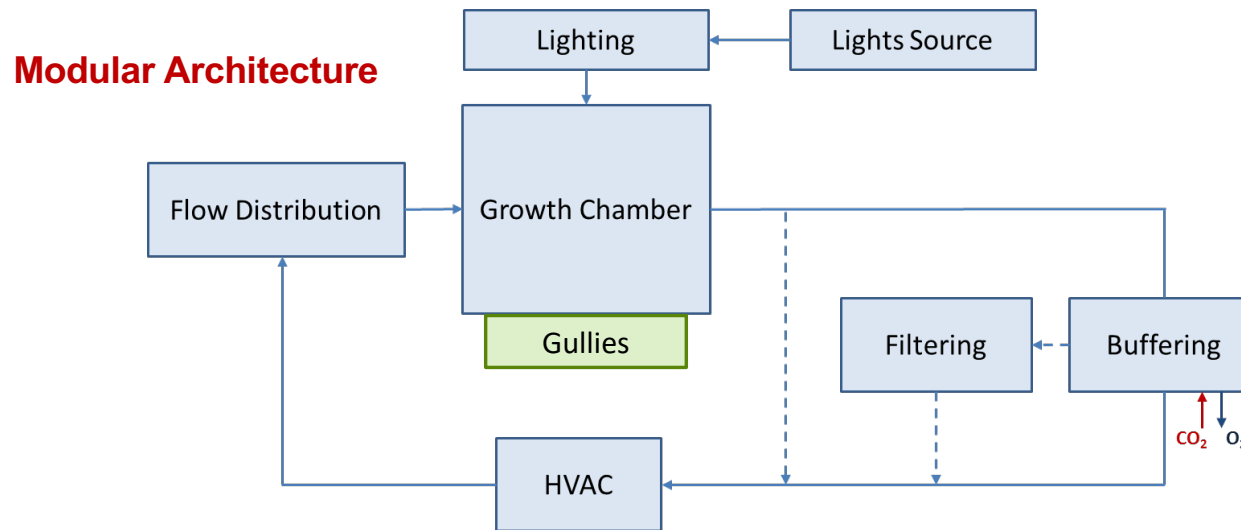 Lighting
Lights Source
Modular Architecture
Flow Distribution
Growth Chamber
Gullies
Filtering
Buffering
CO₂
HVAC